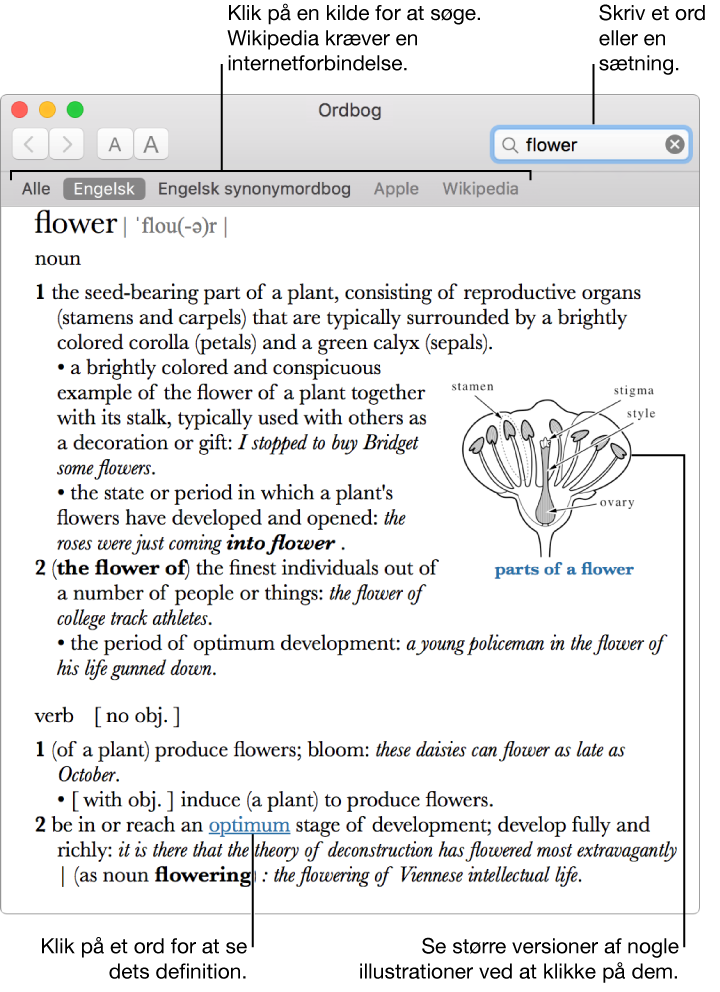 Klik på en kilde for at søge.
Wikipedia kræver en
internetforbindelse.
Skriv et ord
eller en
sætning.
Ordbog
A A
flower
Alle Engelsk Engelsk synonymordbog Apple Wikipedia
flower | ˈflou(-ə)r |
noun
1 the seed-bearing part of a plant, consisting of reproductive organs
(stamens and carpels) that are typically surrounded by a brightly
colored corolla (petals) and a green calyx (sepals).
• a brightly colored and conspicuous
example of the flower of a plant together
with its stalk, typically used with others as
a decoration or gift: I stopped to buy Bridget
some flowers.
• the state or period in which a plant's
flowers have developed and opened: the
roses were just coming into flower .
stamen
stigma
style
ovary
parts of a flower
2 (the flower of) the finest individuals out of
a number of people or things: the flower of
college track athletes.
• the period of optimum development: a young policeman in the flower of
his life gunned down.
verb [ no obj. ]
1 (of a plant) produce flowers; bloom: these daisies can flower as late as
October.
• [ with obj. ] induce (a plant) to produce flowers.
2 be in or reach an optimum stage of development; develop fully and
richly: it is there that the theory of deconstruction has flowered most extravagantly
| (as noun flowering) : the flowering of Viennese intellectual life.
Klik på et ord for at se
dets definition.
Se større versioner af nogle
illustrationer ved at klikke på dem.